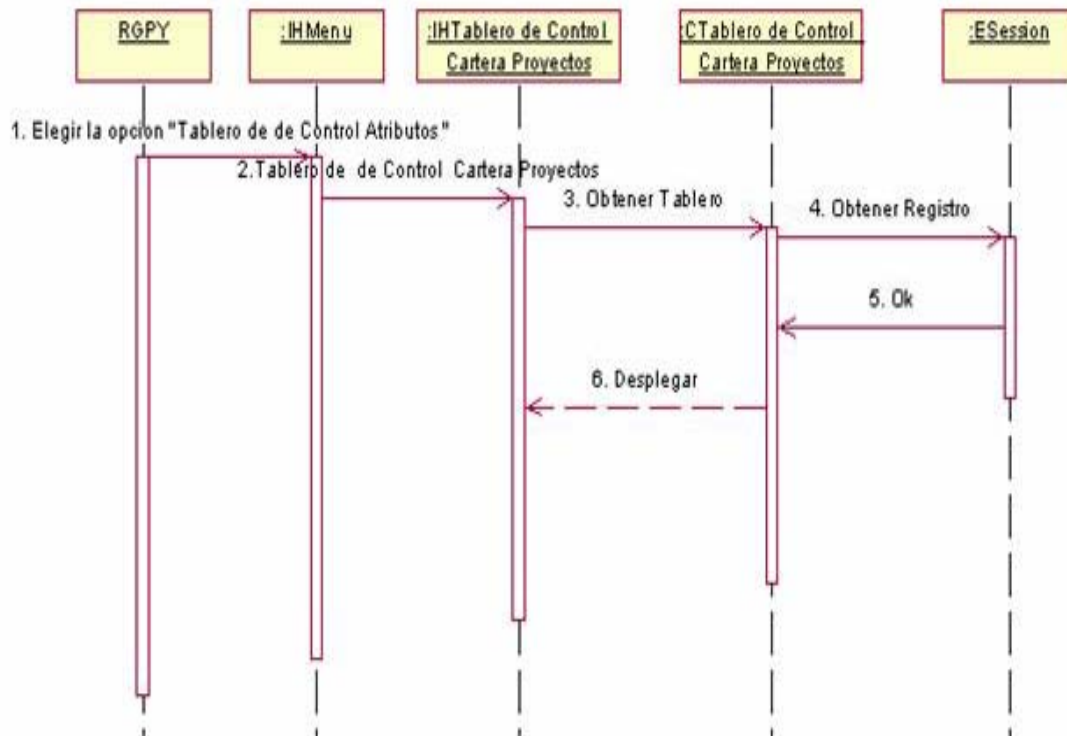 RGPY
:IHMenu
:IHTablero de Control
Cartera Proyectos
:CTablero de Control
Cartera Proyectos
:ESession
1. Elegir la opcion "Tablero de de Control Atributos"
2.Tablero de de Control Cartera Proyectos
3. Obtener Tablero
4. Obtener Registro
5. Ok
6. Desplegar